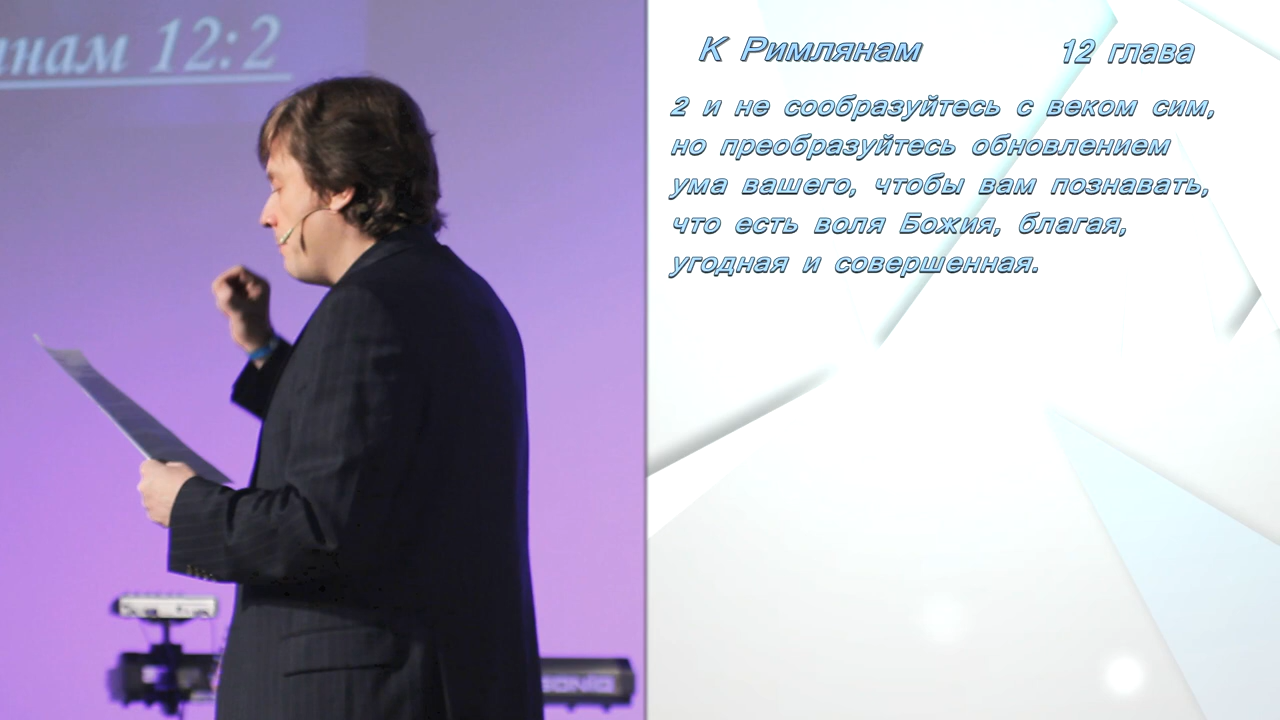 12:2
К Римлянам 12 глава
2 и не сообразуйтесь с веком сим,
но преобразуйтесь обновлением
ума вашего, чтобы вам познавать,
что есть воля Божия, благая,
угодная и совершенная.